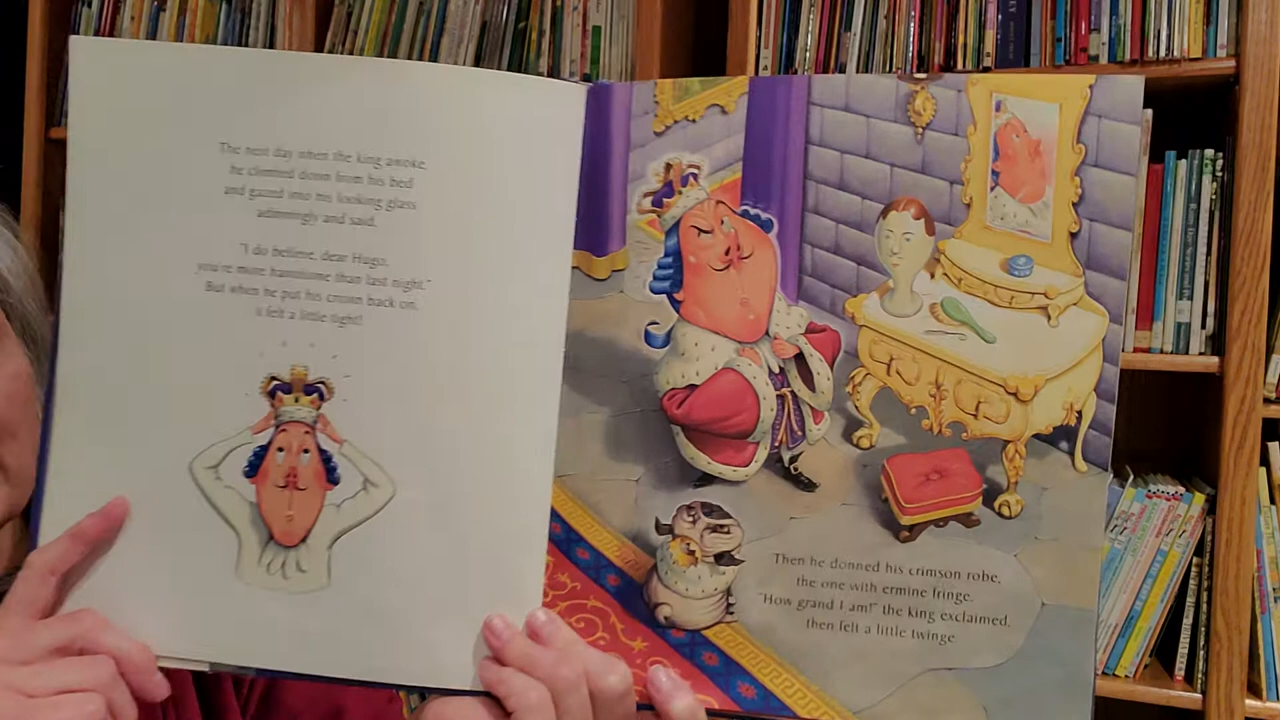 The next day when the king awoke,
he climbed down from his bed
and gazed into his looking glass
admiringly and said,
"I do believe, dear Hugo,
you're more handsome than last night."
But when he put his crown back on,
it felt a little tight!
Then he donned his crimson robe,
the one with ermine fringe.
"How grand I am!" the king exclaimed,
then felt a little twinge.